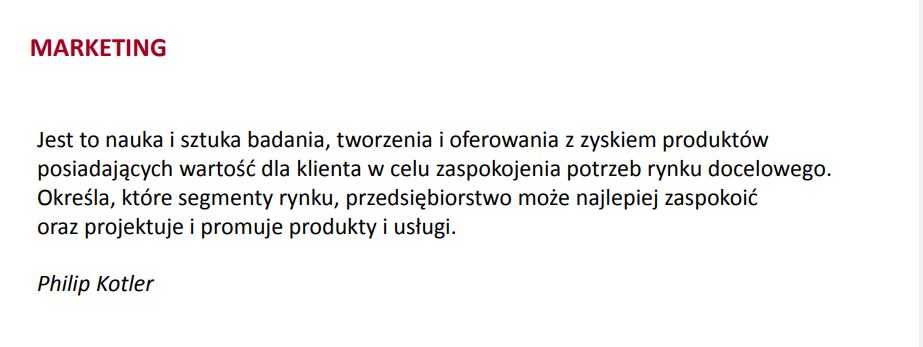 MARKETING
Jest to nauka i sztuka badania, tworzenia i oferowania z zyskiem produktów
posiadających wartość dla klienta w celu zaspokojenia potrzeb rynku docelowego.
Określa, które segmenty rynku, przedsiębiorstwo może najlepiej zaspokoić
oraz projektuje i promuje produkty i usługi.
Philip Kotler